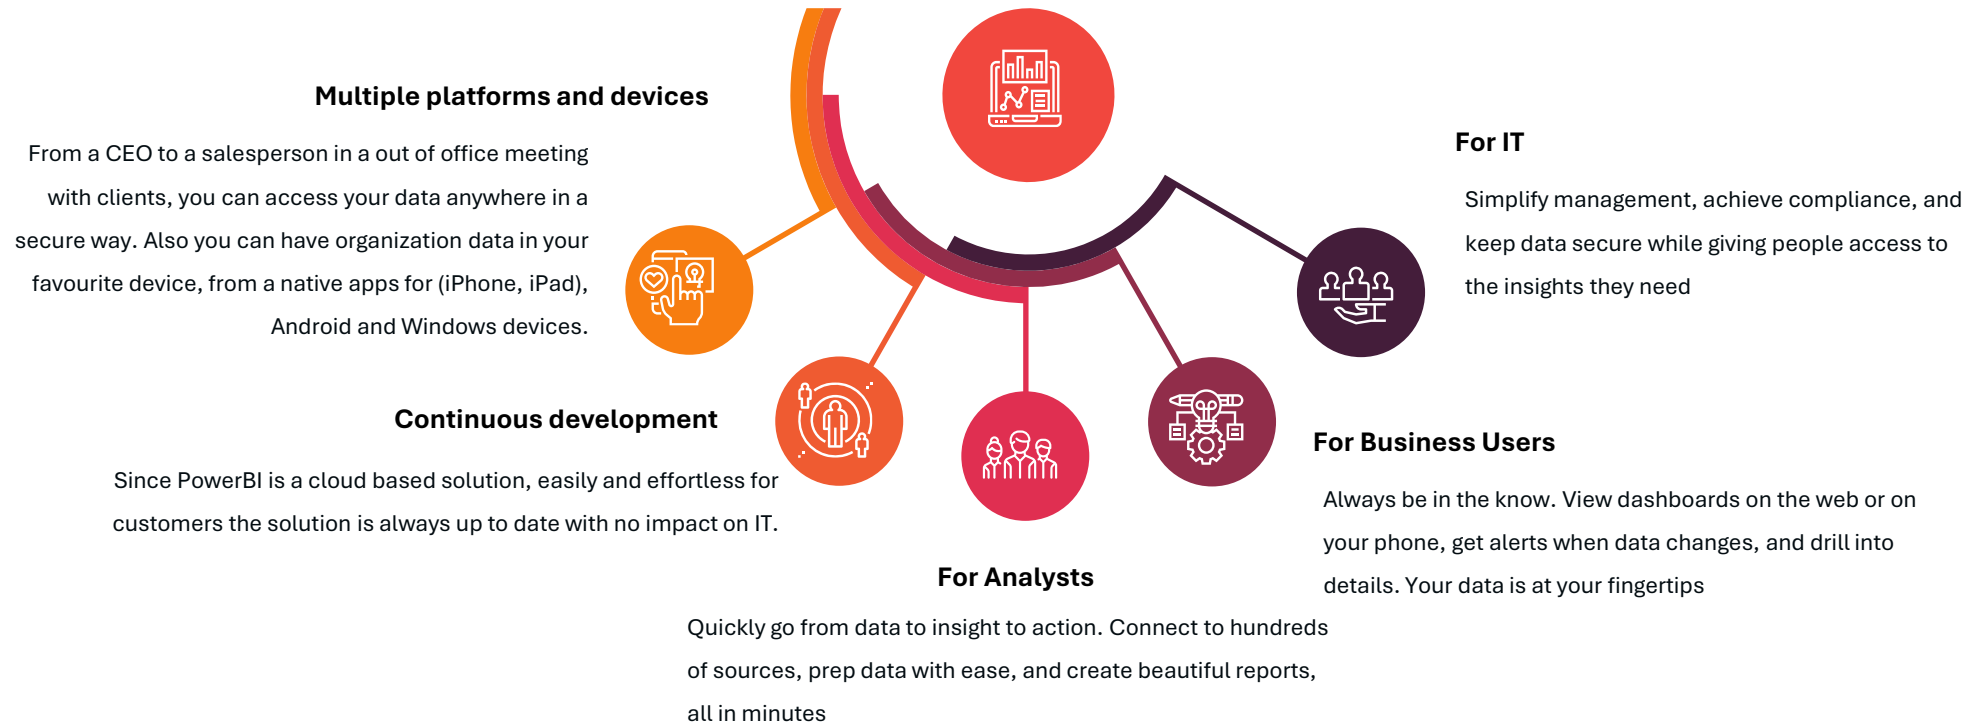 Multiple platforms and devices
From a CEO to a salesperson in a out of office meeting
with clients, you can access your data anywhere in a
secure way. Also you can have organization data in your
favourite device, from a native apps for (iPhone, iPad),
Android and Windows devices.
Continuous development
Since PowerBI is a cloud based solution, easily and effortless for
customers the solution is always up to date with no impact on IT.
For Analysts
Quickly go from data to insight to action. Connect to hundreds
of sources, prep data with ease, and create beautiful reports,
all in minutes
For Business Users
Always be in the know. View dashboards on the web or on
your phone, get alerts when data changes, and drill into
details. Your data is at your fingertips
For IT
Simplify management, achieve compliance, and
keep data secure while giving people access to
the insights they need